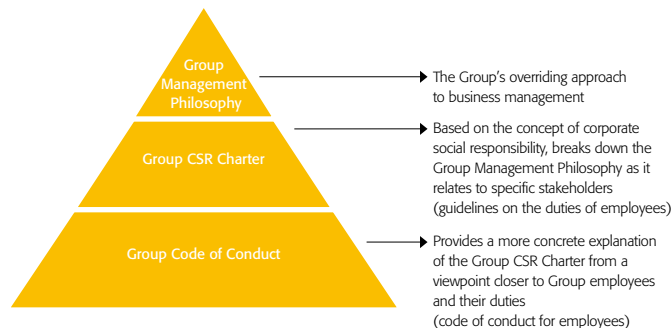 Group
Management
Philosophy
The Group’s overriding approach
to business management
Group CSR Charter
Based on the concept of corporate
social responsibility, breaks down the
Group Management Philosophy as it
relates to specific stakeholders
(guidelines on the duties of employees)
Group Code of Conduct
Provides a more concrete explanation
of the Group CSR Charter from a
viewpoint closer to Group employees
and their duties
(code of conduct for employees)